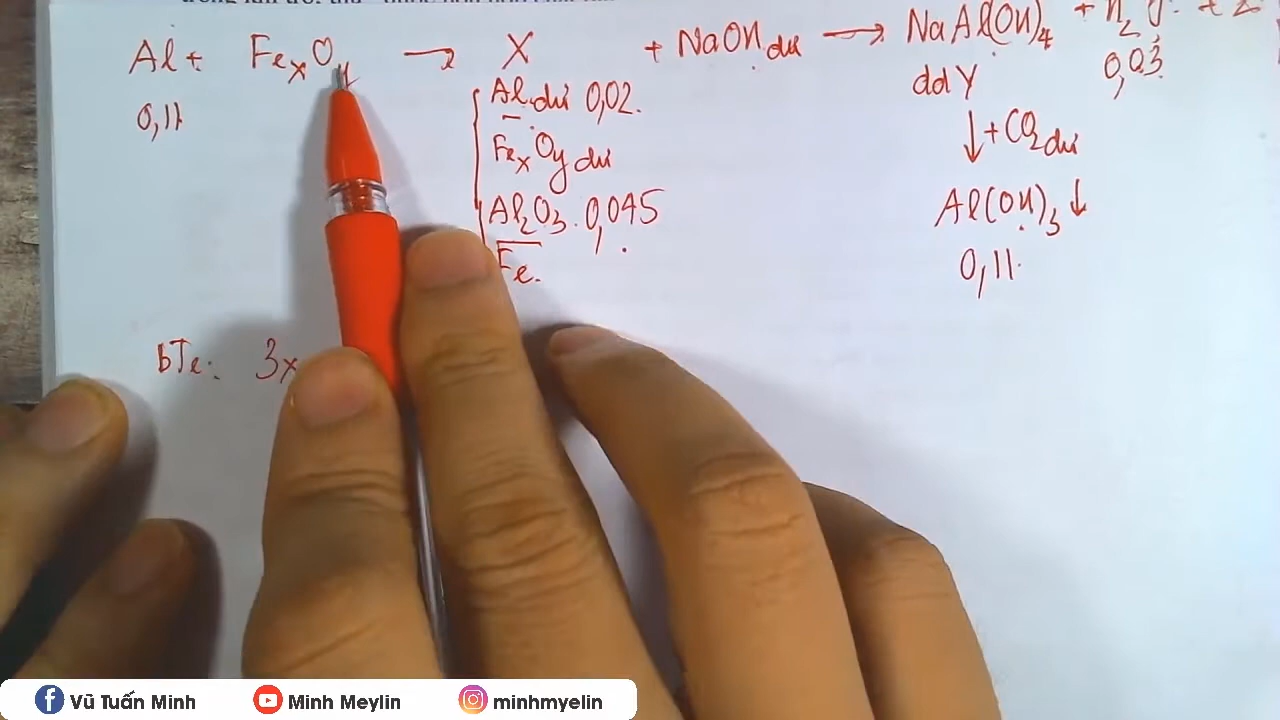 Al + FexOy → X + NaOH dư → NaAl(OH)4 + H2
0,11
Al dư 0,02.
ddY
0,03
FexOy dư
↓ + CO2 dư
Al2O3 0,045
Al(OH)3 ↓
Fe.
0,11.
bTe: 3x
Vũ Tuấn Minh Minh Meylin minhmyelin